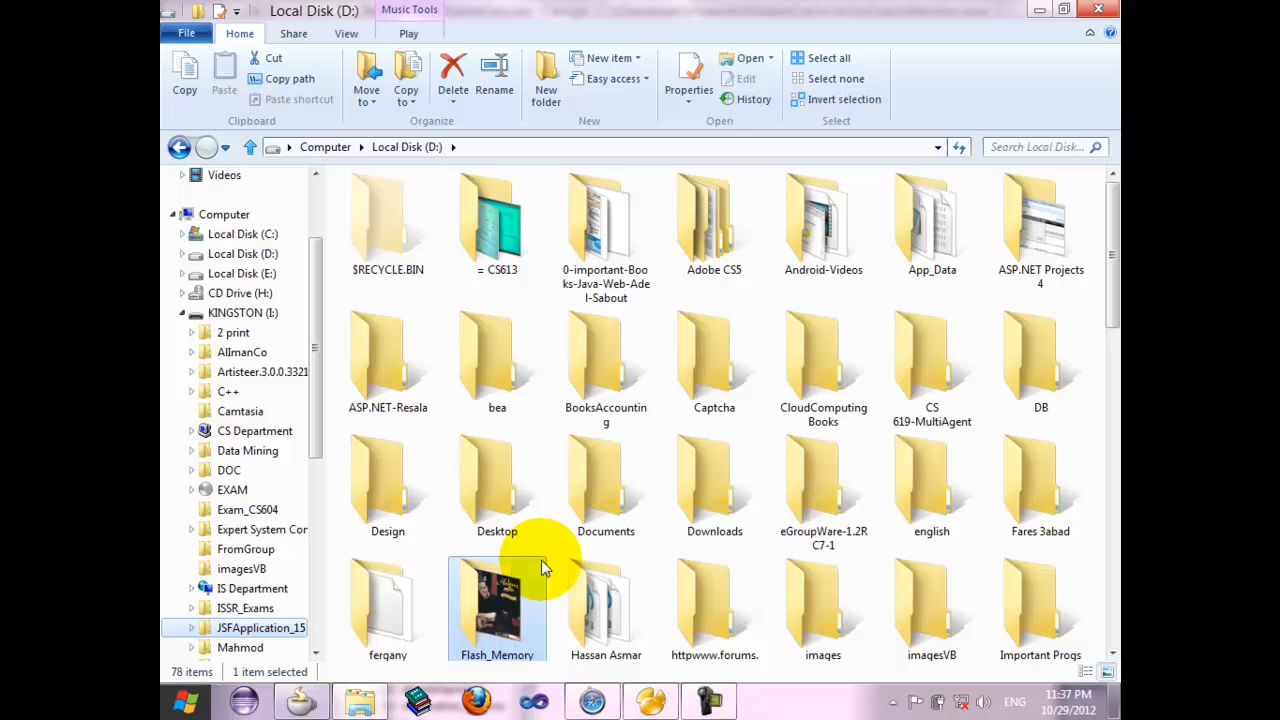 Local Disk (D:)
Music Tools
File
Home
Share
View
Play
Copy
Paste
Cut
Copy path
Paste shortcut
Clipboard
Move to
Copy to
Delete
Rename
Organize
New folder
New item
Easy access
New
Properties
Open
Edit
History
Open
Select all
Select none
Invert selection
Select
Computer
Local Disk (D:)
Search Local Disk...
Videos
Computer
Local Disk (C:)
Local Disk (D:)
Local Disk (E:)
CD Drive (H:)
KINGSTON (I:)
2 print
AlImanCo
Artisteer.3.0.0.3321
C++
Camtasia
CS Department
Data Mining
DOC
EXAM
Exam_CS604
Expert System Cor
FromGroup
imagesVB
IS Department
ISSR_Exams
JSFApplication_15
Mahmod
$RECYCLE.BIN
= CS613
0-important-Boo
ks-Java-Web-Ade
l-Sabout
Adobe CS5
Android-Videos
App_Data
ASP.NET Projects
4
ASP.NET-Resala
bea
BooksAccountin
g
Captcha
CloudComputing
Books
CS
619-MultiAgent
DB
Design
Desktop
Documents
Downloads
eGroupWare-1.2R
C7-1
english
Fares 3abad
ferqany
Flash_Memory
Hassan Asmar
httpwww.forums.
images
imagesVB
Important Progs
78 items
1 item selected
ENG
11:37 PM
10/29/2012